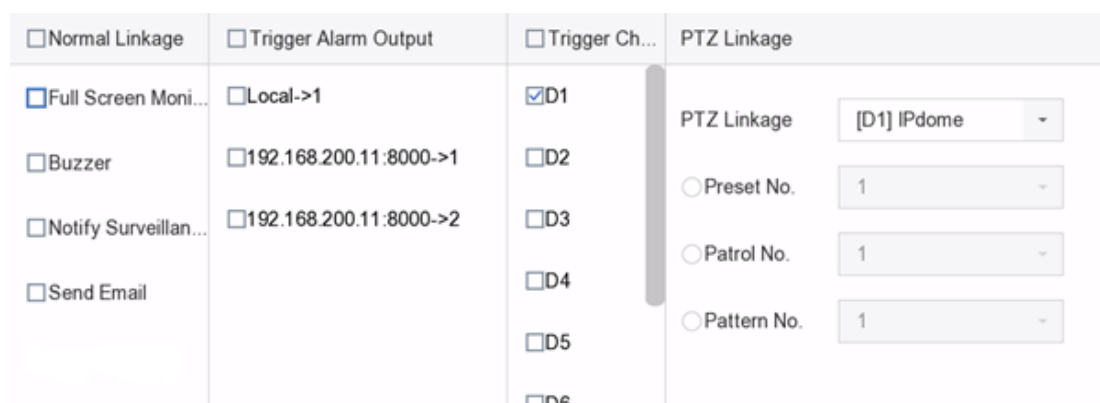 Normal Linkage
Trigger Alarm Output
Trigger Ch...
PTZ Linkage
Full Screen Moni...
Buzzer
Notify Surveillan...
Send Email
Local->1
192.168.200.11:8000->1
192.168.200.11:8000->2
D1
D2
D3
D4
D5
D6
PTZ Linkage [D1] IPdome
Preset No. 1
Patrol No. 1
Pattern No. 1